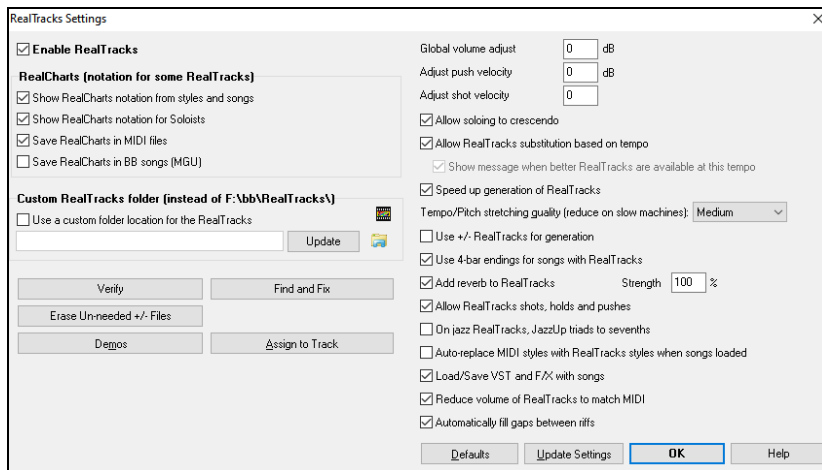 RealTracks Settings
Enable RealTracks
RealCharts (notation for some RealTracks)
Show RealCharts notation from styles and songs
Show RealCharts notation for Soloists
Save RealCharts in MIDI files
Save RealCharts in BB songs (MGU)
Custom RealTracks folder (instead of F:\bb\RealTracks\)
Use a custom folder location for the RealTracks
Update
Verify
Find and Fix
Erase Un-needed +/- Files
Demos
Assign to Track
Global volume adjust 0 dB
Adjust push velocity 0 dB
Adjust shot velocity 0
Allow soloing to crescendo
Allow RealTracks substitution based on tempo
Show message when better RealTracks are available at this tempo
Speed up generation of RealTracks
Tempo/Pitch stretching quality (reduce on slow machines): Medium
Use +/- RealTracks for generation
Use 4-bar endings for songs with RealTracks
Add reverb to RealTracks Strength 100 %
Allow RealTracks shots, holds and pushes
On jazz RealTracks, JazzUp triads to sevenths
Auto-replace MIDI styles with RealTracks styles when songs loaded
Load/Save VST and F/X with songs
Reduce volume of RealTracks to match MIDI
Automatically fill gaps between riffs
Defaults
Update Settings
OK
Help